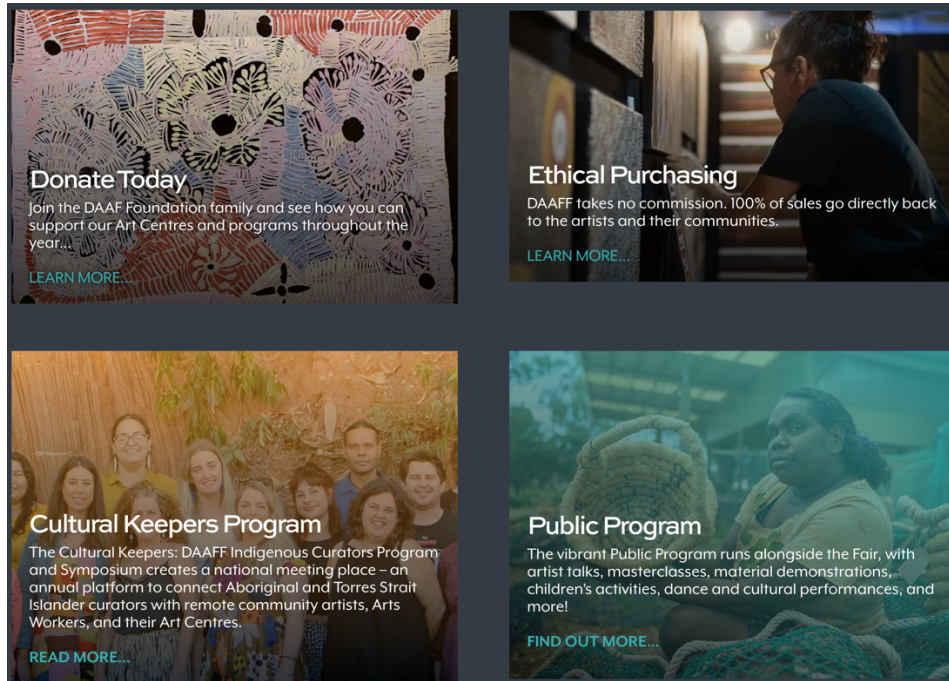 Donate Today
Join the DAAF Foundation family and see how you can
support our Art Centres and programs throughout the
year...
LEARN MORE...
Ethical Purchasing
DAAFF takes no commission. 100% of sales go directly back
to the artists and their communities.
LEARN MORE...
Cultural Keepers Program
The Cultural Keepers: DAAFF Indigenous Curators Program
and Symposium creates a national meeting place – an
annual platform to connect Aboriginal and Torres Strait
Islander curators with remote community artists, Arts
Workers, and their Art Centres.
READ MORE...
Public Program
The vibrant Public Program runs alongside the Fair, with
artist talks, masterclasses, material demonstrations,
children's activities, dance and cultural performances, and
more!
FIND OUT MORE...